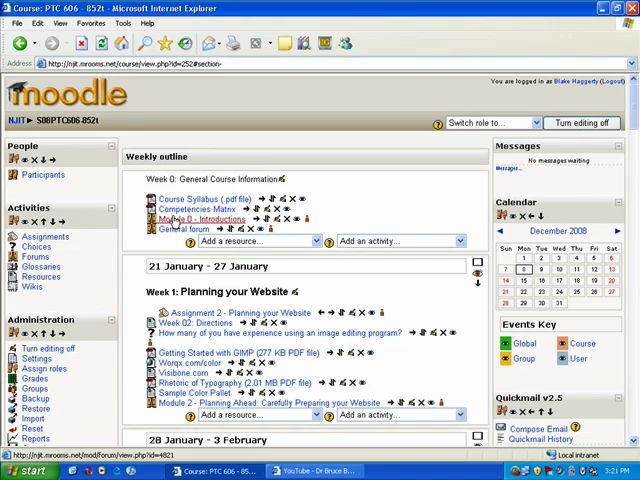 Course: PTC 606 - 852t - Microsoft Internet Explorer
File Edit View Favorites Tools Help
Back
Address http://njit.mrooms.net/course/view.php?id=252#section-
moodle
You are logged in as Blake Haggerty (Logout)
NJIT ► S08PTC606-852t
Switch role to...
Turn editing off
People
Participants
Activities
Assignments
Choices
Forums
Glossaries
Resources
Wikis
Administration
Turn editing off
Settings
Assign roles
Grades
Groups
Backup
Restore
Import
Reset
Reports
Weekly outline
Week 0: General Course Information
Course Syllabus (.pdf file)
Competencies Matrix
Module 0 - Introductions
General forum
Add a resource... Add an activity...
21 January - 27 January
Week 1: Planning your Website
Assignment 2 - Planning your Website
Week 02: Directions
How many of you have experience using an image editing program?
Getting Started with GIMP (277 KB PDF file)
Worqx.com/color
Visibone.com
Rhetoric of Typography (2.01 MB PDF file)
Sample Color Pallet
Module 2 - Planning Ahead: Carefully Preparing your Website
Add a resource... Add an activity...
28 January - 3 February
Messages
No messages waiting
Messages...
Calendar
December 2008
Sun Mon Tue Wed Thu Fri Sat
1 2 3 4 5 6
7 8 9 10 11 12 13
14 15 16 17 18 19 20
21 22 23 24 25 26 27
28 29 30 31
Events Key
Global Course
Group User
Quickmail v2.5
Compose Email
Quickmail History
http://njit.mrooms.net/mod/forum/view.php?id=4821
Local intranet
start
Course: PTC 606 - 85...
YouTube - Dr Bruce B...
3:21 PM